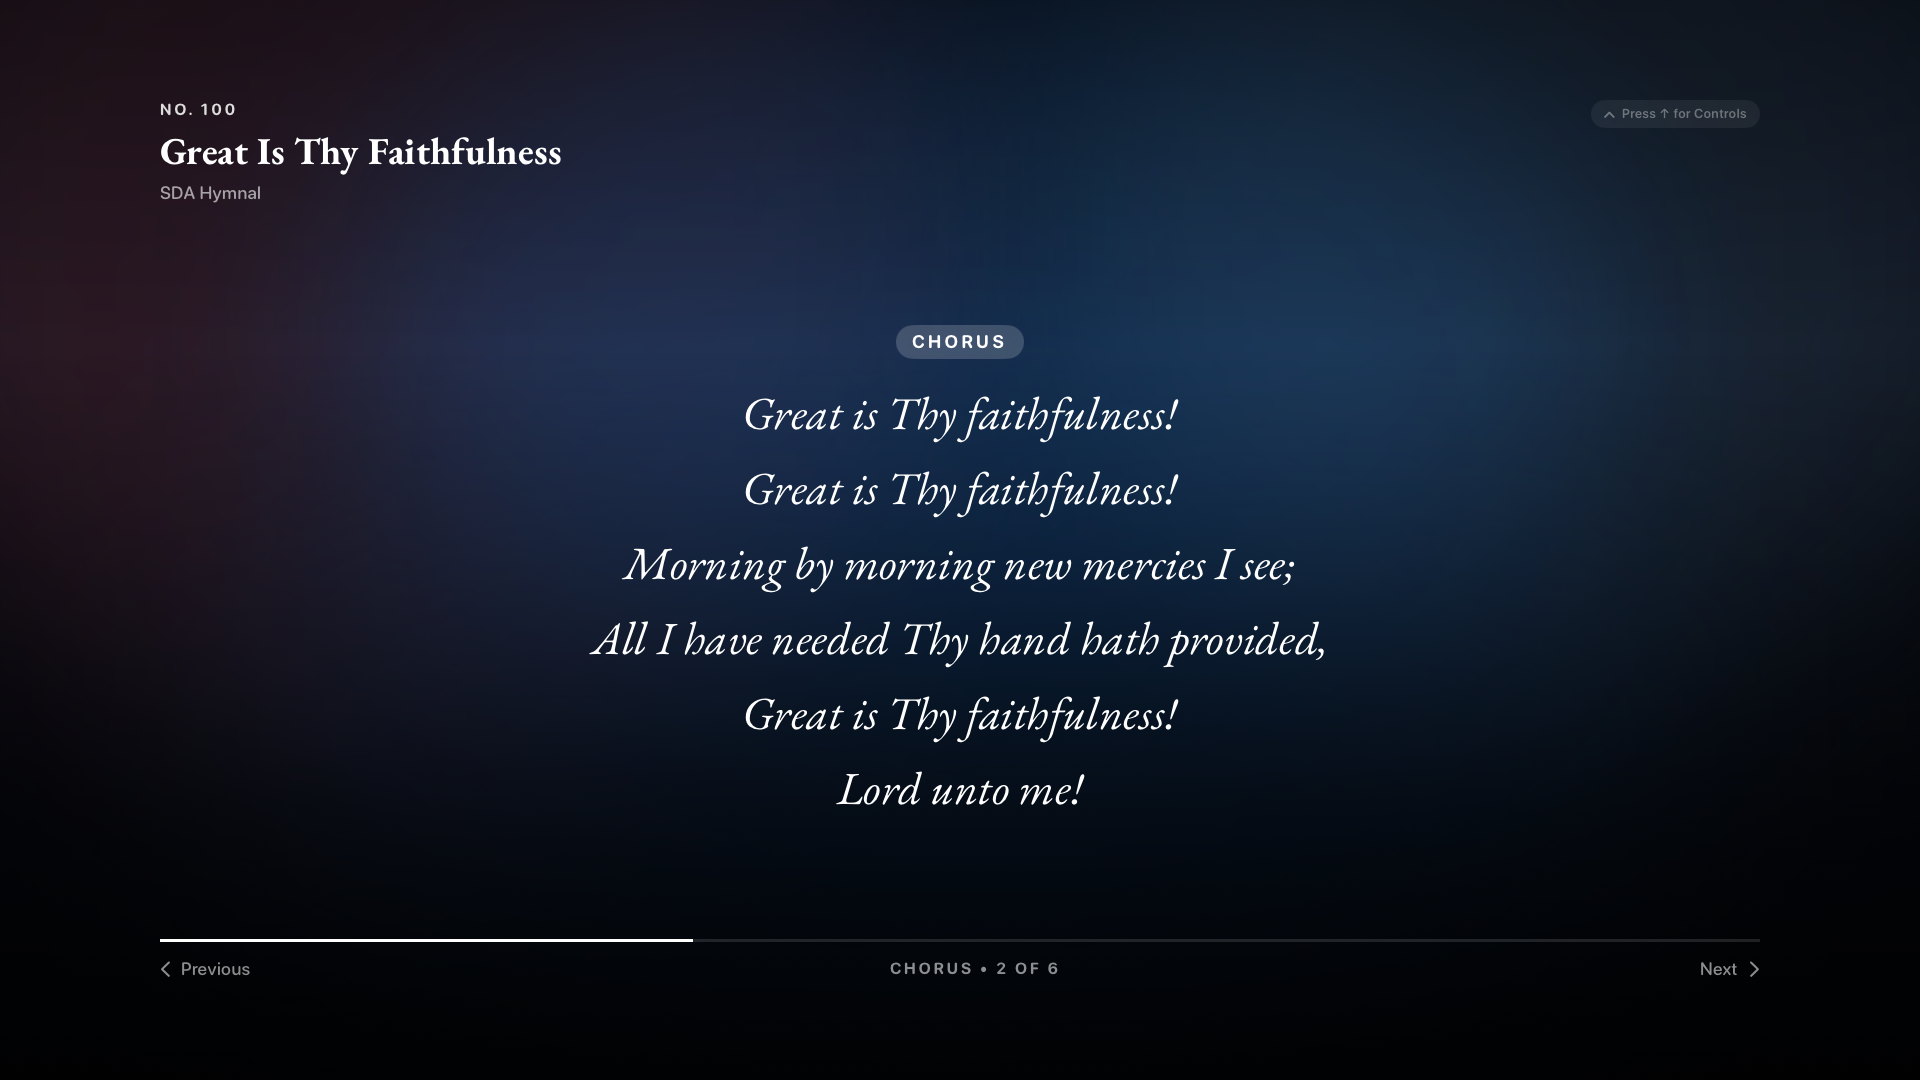 NO. 100
Great Is Thy Faithfulness
SDA Hymnal
Press ↑ for Controls
CHORUS
Great is Thy faithfulness!
Great is Thy faithfulness!
Morning by morning new mercies I see;
All I have needed Thy hand hath provided,
Great is Thy faithfulness!
Lord unto me!
Previous
CHORUS • 2 OF 6
Next